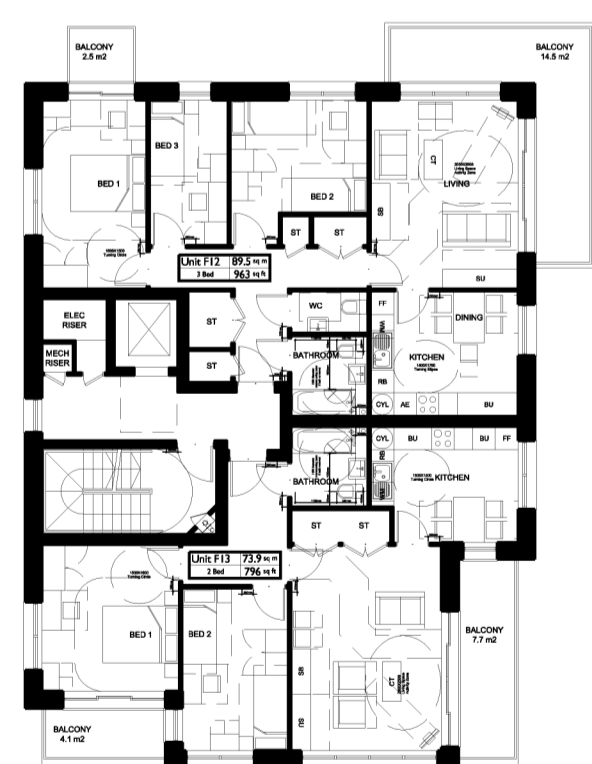 BALCONY
2.5 m2
BALCONY
14.5 m2
BED 1
BED 3
BED 2
LIVING
CT
SB
SU
ST
ST
Unit F12 89.5 sq m
3 Bed 963 sq ft
ELEC
RISER
MECH
RISER
ST
ST
WC
BATHROOM
FF
WM
DINING
KITCHEN
RB
CYL
AE
BU
CYL
BU
BU
FF
RB
WM
KITCHEN
BATHROOM
ST
ST
Unit F13 73.9 sq m
2 Bed 796 sq ft
BED 1
BED 2
SB
SU
CT
BALCONY
7.7 m2
BALCONY
4.1 m2